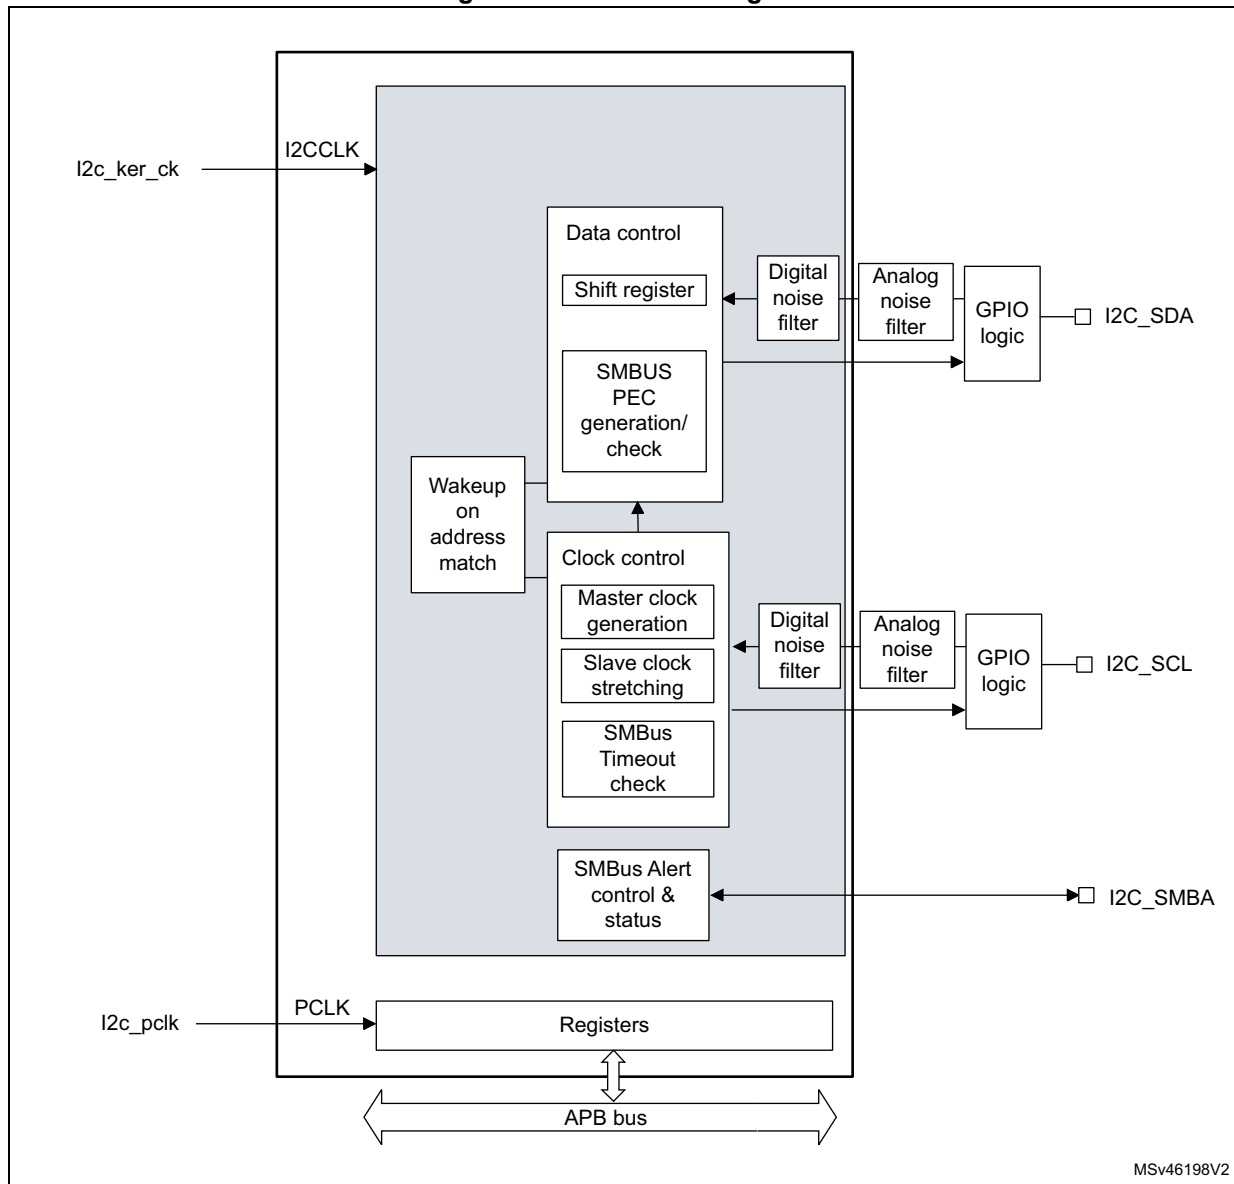 I2CCLK
I2c_ker_ck
Data control
Shift register
SMBUS
PEC
generation/
check
Digital
noise
filter
Analog
noise
filter
GPIO
logic
I2C_SDA
Wakeup
on
address
match
Clock control
Master clock
generation
Slave clock
stretching
SMBus
Timeout
check
Digital
noise
filter
Analog
noise
filter
GPIO
logic
I2C_SCL
SMBus Alert
control &
status
I2C_SMBA
PCLK
I2c_pclk
Registers
APB bus
MSv46198V2